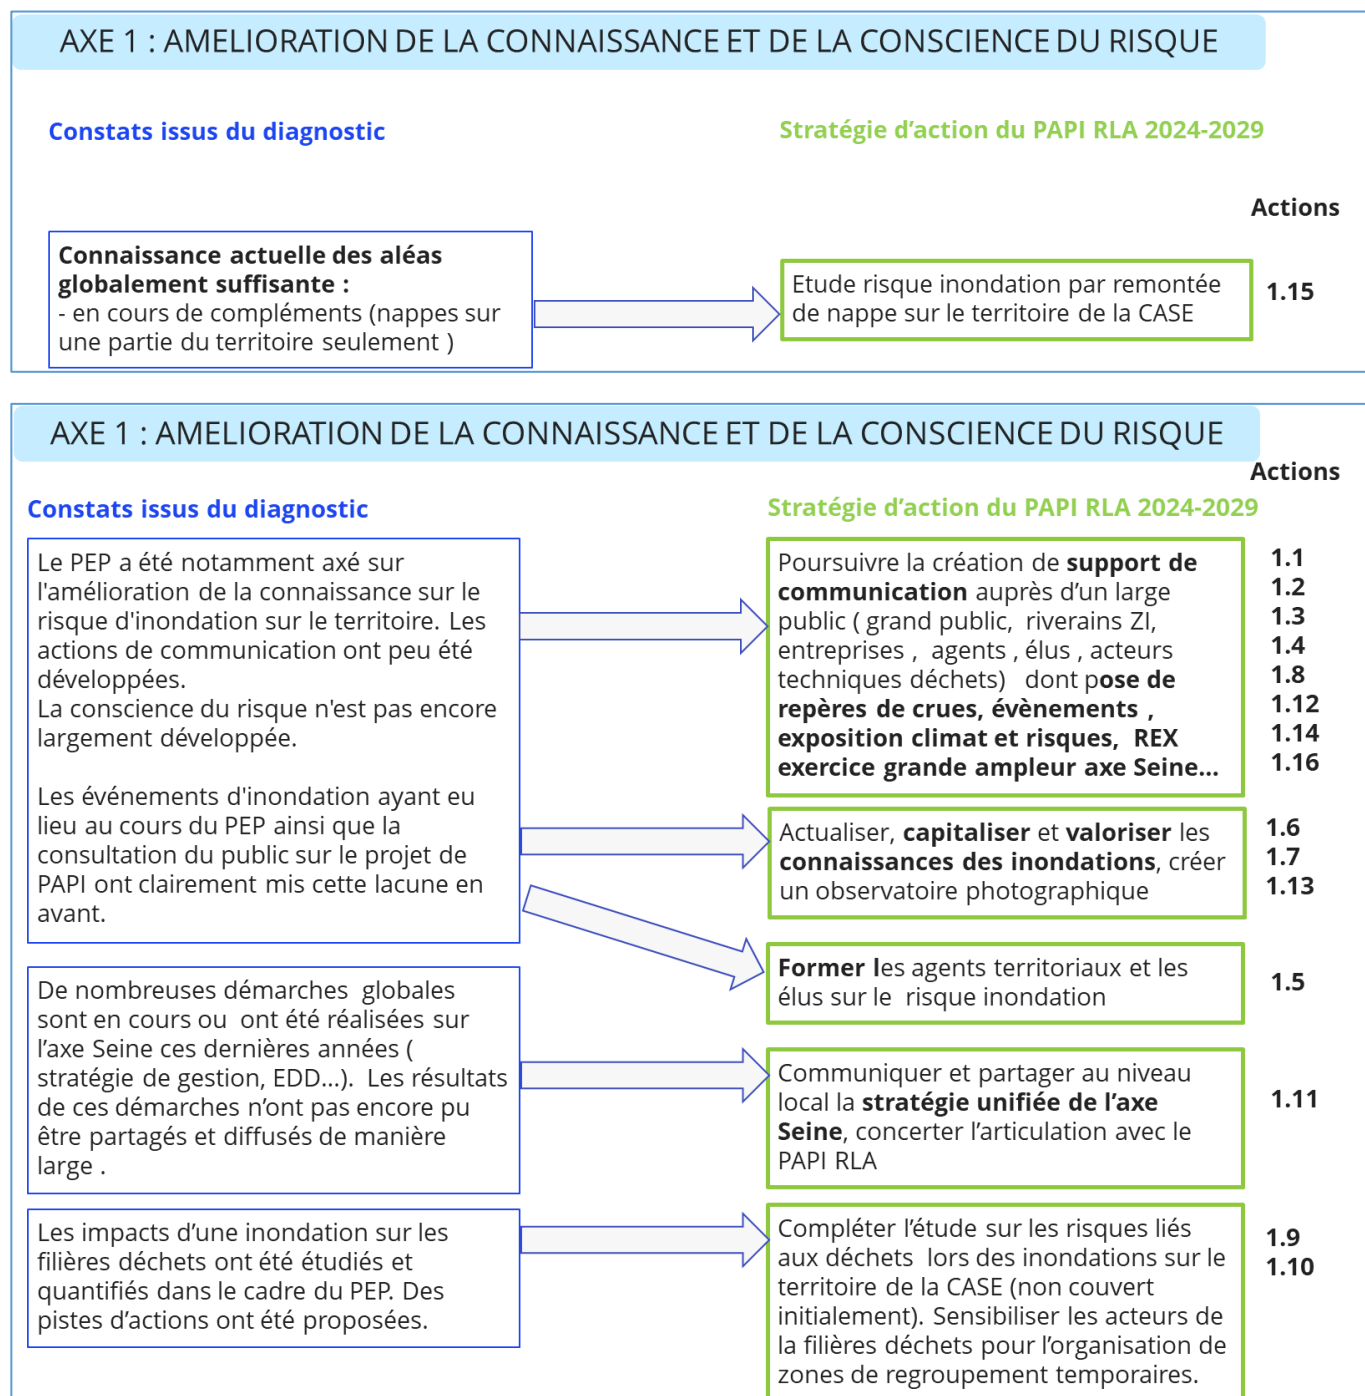 AXE 1 : AMELIORATION DE LA CONNAISSANCE ET DE LA CONSCIENCE DU RISQUE
Constats issus du diagnostic
Stratégie d’action du PAPI RLA 2024-2029
Actions
Connaissance actuelle des aléas
globalement suffisante :
- en cours de compléments (nappes sur
une partie du territoire seulement )
Etude risque inondation par remontée
de nappe sur le territoire de la CASE
1.15
AXE 1 : AMELIORATION DE LA CONNAISSANCE ET DE LA CONSCIENCE DU RISQUE
Actions
Constats issus du diagnostic
Stratégie d’action du PAPI RLA 2024-2029
Le PEP a été notamment axé sur
l'amélioration de la connaissance sur le
risque d'inondation sur le territoire. Les
actions de communication ont peu été
développées.
La conscience du risque n'est pas encore
largement développée.
Les événements d'inondation ayant eu
lieu au cours du PEP ainsi que la
consultation du public sur le projet de
PAPI ont clairement mis cette lacune en
avant.
Poursuivre la création de support de
communication auprès d’un large
public ( grand public, riverains ZI,
entreprises , agents , élus , acteurs
techniques déchets) dont pose de
repères de crues, évènements ,
exposition climat et risques, REX
exercice grande ampleur axe Seine…
1.1
1.2
1.3
1.4
1.8
1.12
1.14
1.16
Actualiser, capitaliser et valoriser les
connaissances des inondations, créer
un observatoire photographique
1.6
1.7
1.13
Former les agents territoriaux et les
élus sur le risque inondation
1.5
De nombreuses démarches globales
sont en cours ou ont été réalisées sur
l’axe Seine ces dernières années (
stratégie de gestion, EDD…). Les résultats
de ces démarches n’ont pas encore pu
être partagés et diffusés de manière
large .
Communiquer et partager au niveau
local la stratégie unifiée de l’axe
Seine, concerter l’articulation avec le
PAPI RLA
1.11
Les impacts d’une inondation sur les
filières déchets ont été étudiés et
quantifiés dans le cadre du PEP. Des
pistes d’actions ont été proposées.
Compléter l’étude sur les risques liés
aux déchets lors des inondations sur le
territoire de la CASE (non couvert
initialement). Sensibiliser les acteurs de
la filières déchets pour l’organisation de
zones de regroupement temporaires.
1.9
1.10